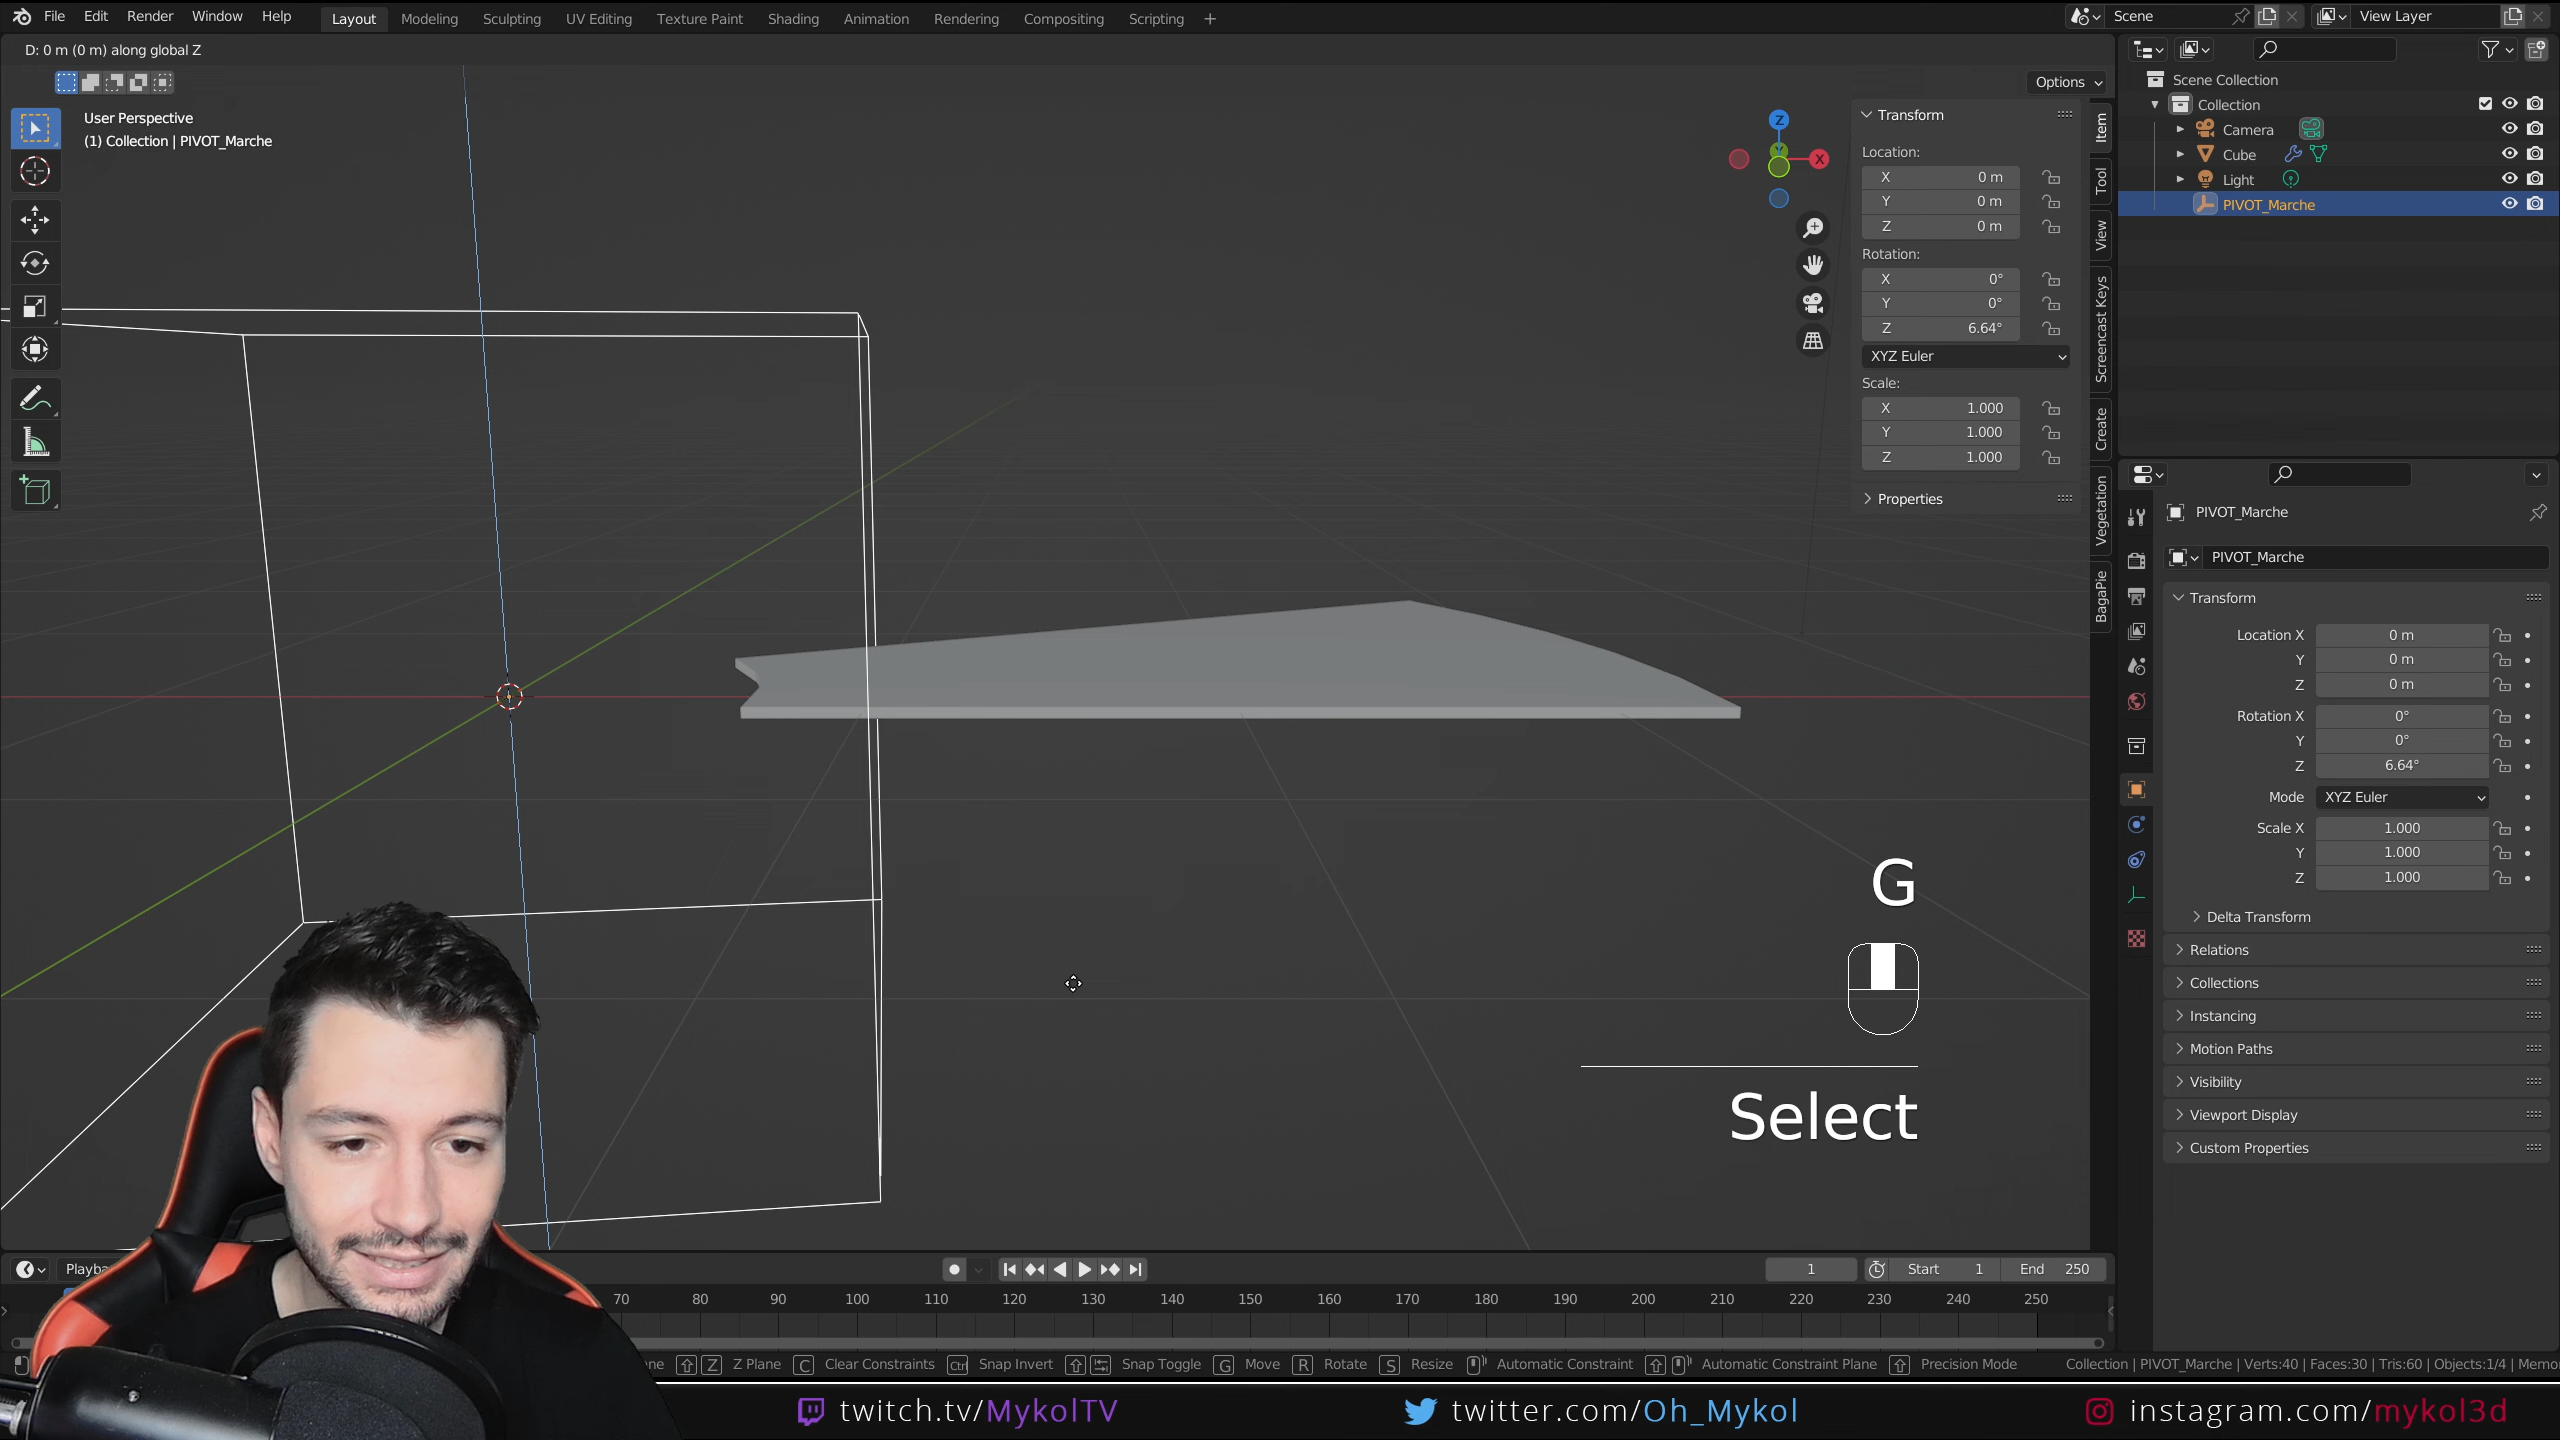 File Edit Render Window Help Layout Modeling Sculpting UV Editing Texture Paint Shading Animation Rendering Compositing Scripting + Scene View Layer
D: 0 m (0 m) along global Z
Options
User Perspective
(1) Collection | PIVOT_Marche
Z
X
Transform
Location:
X 0 m
Y 0 m
Z 0 m
Rotation:
X 0°
Y 0°
Z 6.64°
XYZ Euler
Scale:
X 1.000
Y 1.000
Z 1.000
Properties
Item
Tool
View
Screencast Keys
Create
Vegetation
BagaPie
Scene Collection
Collection
Camera
Cube
Light
PIVOT_Marche
PIVOT_Marche
PIVOT_Marche
Transform
Location X 0 m
Y 0 m
Z 0 m
Rotation X 0°
Y 0°
Z 6.64°
Mode XYZ Euler
Scale X 1.000
Y 1.000
Z 1.000
Delta Transform
Relations
Collections
Instancing
Motion Paths
Visibility
Viewport Display
Custom Properties
G
Select
1 Start 1 End 250
70 80 90 100 110 120 130 140 150 160 170 180 190 200 210 220 230 240 250
Z Z Plane C Clear Constraints Ctrl Snap Invert Snap Toggle G Move R Rotate S Resize Automatic Constraint Automatic Constraint Plane Precision Mode Collection | PIVOT_Marche | Verts:40 | Faces:30 | Tris:60 | Objects:1/4 |
twitch.tv/MykolTV twitter.com/Oh_Mykol instagram.com/mykol3d